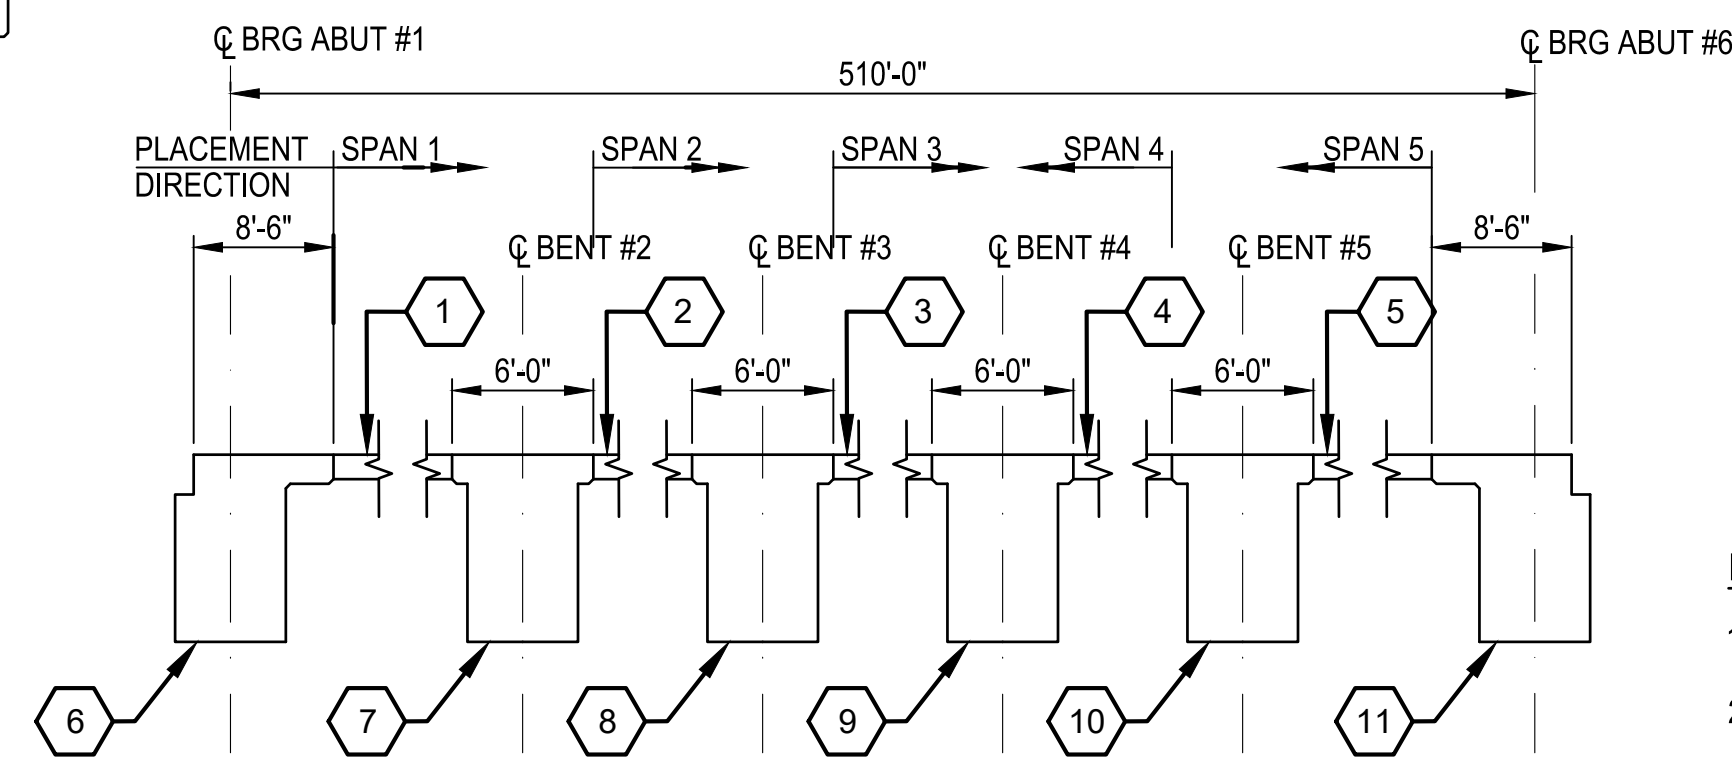 ℄ BRG ABUT #1
℄ BRG ABUT #6
510'-0"
PLACEMENT
DIRECTION
SPAN 1
SPAN 2
SPAN 3
SPAN 4
SPAN 5
8'-6"
8'-6"
℄ BENT #2
℄ BENT #3
℄ BENT #4
℄ BENT #5
1
2
3
4
5
6'-0"
6'-0"
6'-0"
6'-0"
6
7
8
9
10
11